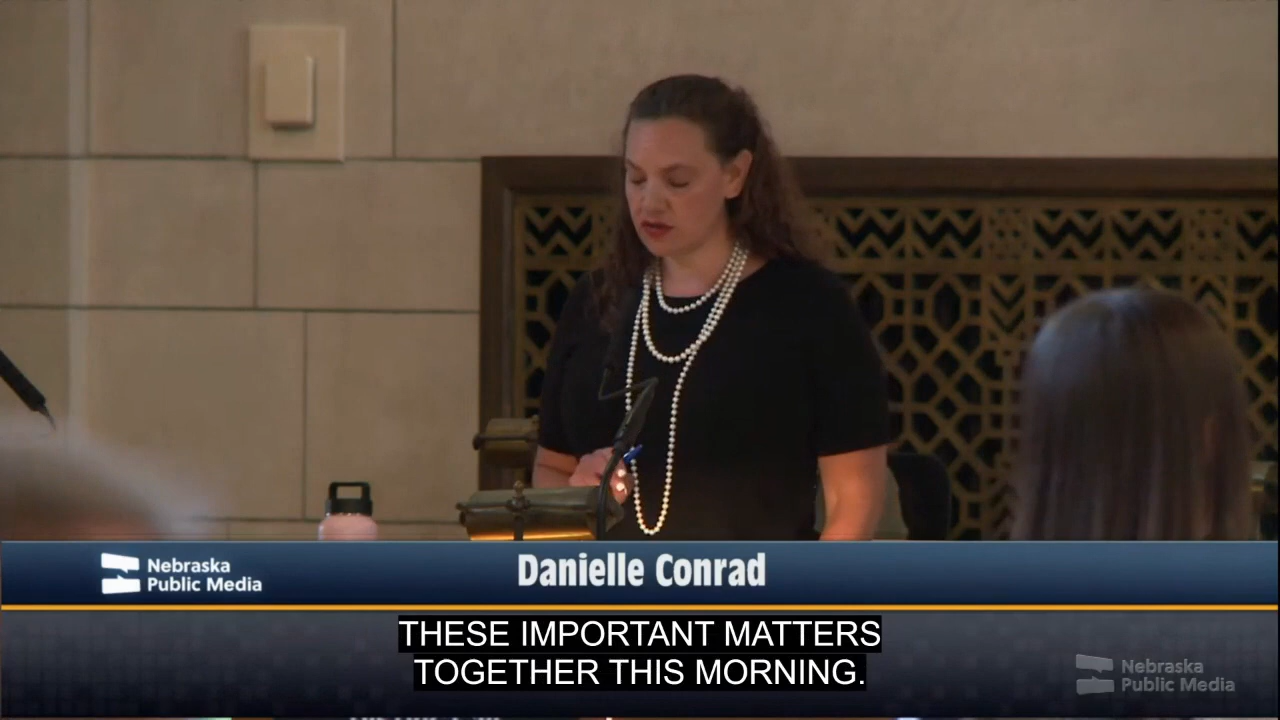 Nebraska
Public Media
Danielle Conrad
THESE IMPORTANT MATTERS
TOGETHER THIS MORNING.
Nebraska
Public Media